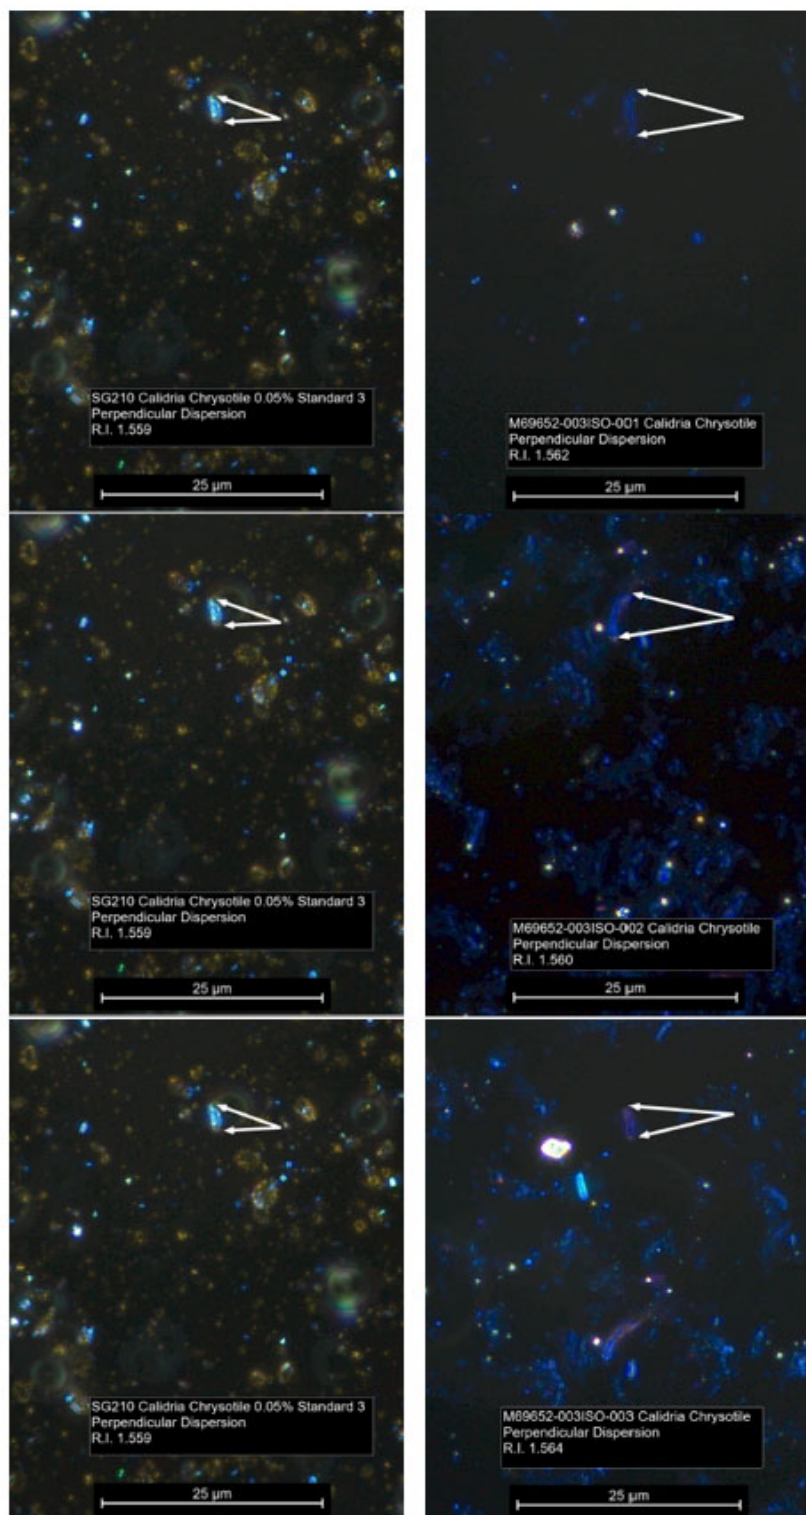 SG210 Calidria Chrysotile 0.05% Standard 3
Perpendicular Dispersion
R.I. 1.559
25 µm
M69652-003ISO-001 Calidria Chrysotile
Perpendicular Dispersion
R.I. 1.562
25 µm
SG210 Calidria Chrysotile 0.05% Standard 3
Perpendicular Dispersion
R.I. 1.559
25 µm
M69652-003ISO-002 Calidria Chrysotile
Perpendicular Dispersion
R.I. 1.560
25 µm
SG210 Calidria Chrysotile 0.05% Standard 3
Perpendicular Dispersion
R.I. 1.559
25 µm
M69652-003ISO-003 Calidria Chrysotile
Perpendicular Dispersion
R.I. 1.564
25 µm